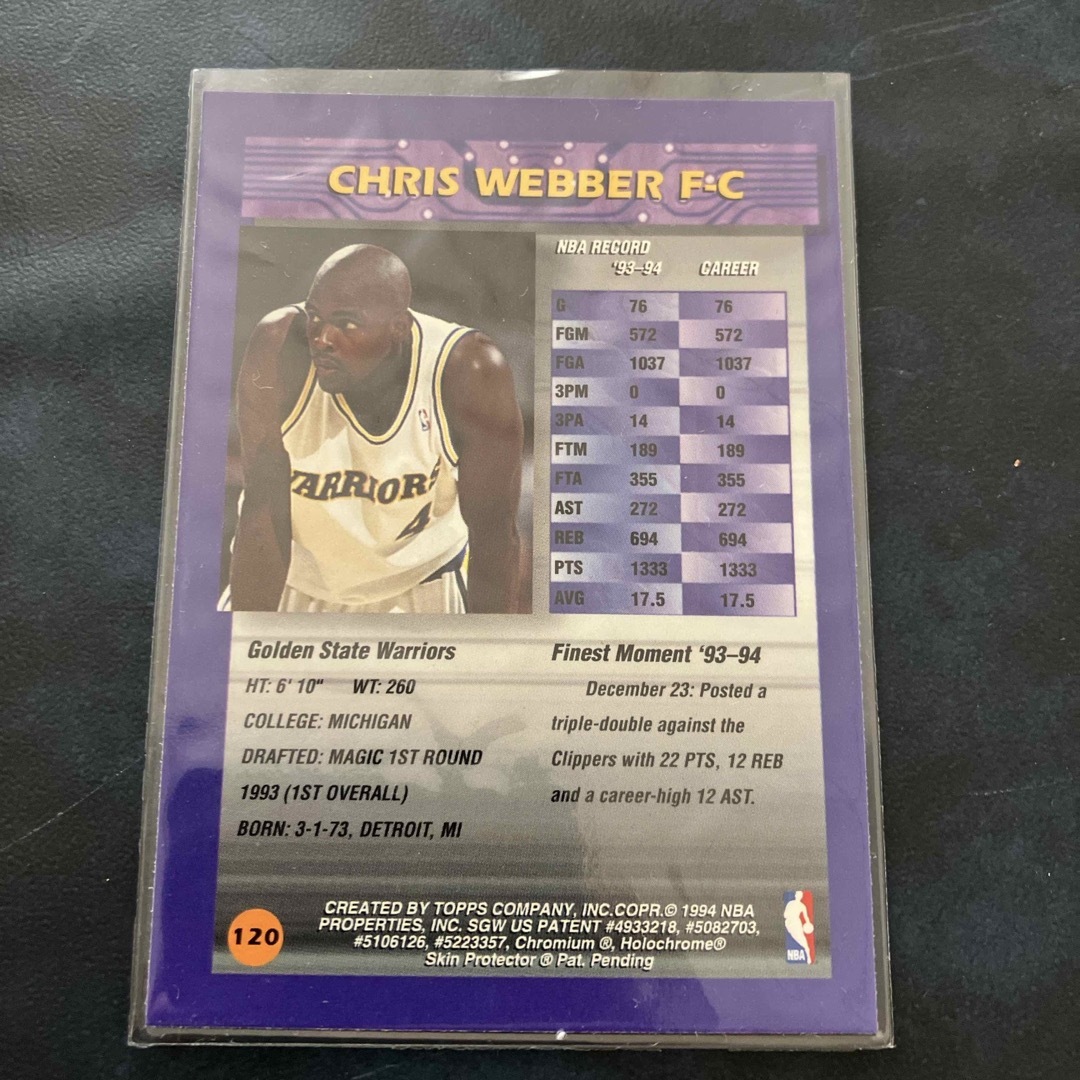 CHRIS WEBBER F-C
NBA RECORD
'93–94 CAREER
G 76 76
FGM 572 572
FGA 1037 1037
3PM 0 0
3PA 14 14
FTM 189 189
FTA 355 355
AST 272 272
REB 694 694
PTS 1333 1333
AVG 17.5 17.5
WARRIORS
4
Golden State Warriors
HT: 6' 10" WT: 260
COLLEGE: MICHIGAN
DRAFTED: MAGIC 1ST ROUND
1993 (1ST OVERALL)
BORN: 3-1-73, DETROIT, MI
Finest Moment '93–94
December 23: Posted a
triple-double against the
Clippers with 22 PTS, 12 REB
and a career-high 12 AST.
120
CREATED BY TOPPS COMPANY, INC.COPR.© 1994 NBA
PROPERTIES, INC. SGW US PATENT #4933218, #5082703,
#5106126, #5223357, Chromium ®, Holochrome®
Skin Protector ® Pat. Pending
NBA